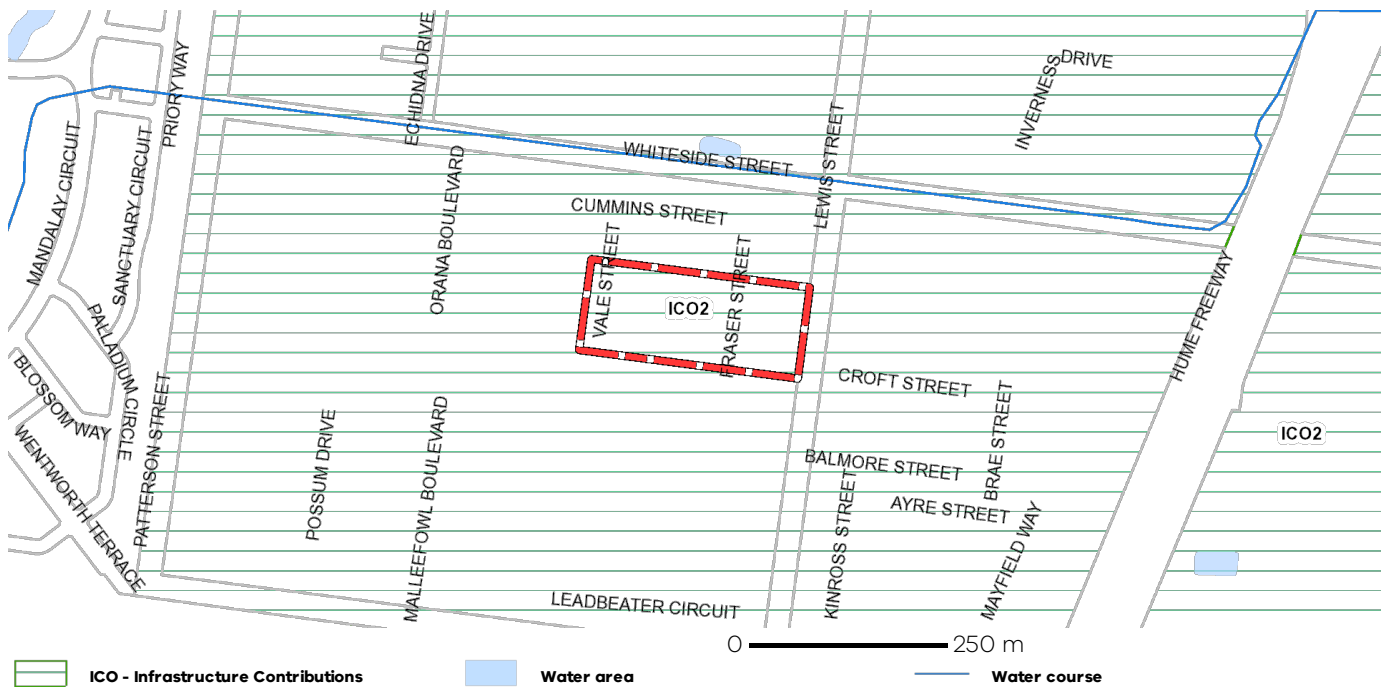 ECHIDNA DRIVE
PRIORY WAY
INVERNESS DRIVE
MANDALAY CIRCUIT
SANCTUARY CIRCUIT
ORANA BOULEVARD
WHITESIDE STREET
LEWIS STREET
CUMMINS STREET
VALE STREET
FRASER STREET
ICO2
HUME FREEWAY
PALLADIUM CIRCLE
BLOSSOM WAY
WENTWORTH TERRACE
PATTERSON STREET
POSSUM DRIVE
MALLEEFOWL BOULEVARD
CROFT STREET
BRAE STREET
ICO2
BALMORE STREET
AYRE STREET
KINROSS STREET
MAYFIELD WAY
LEADBEATER CIRCUIT
0 250 m
ICO - Infrastructure Contributions
Water area
Water course